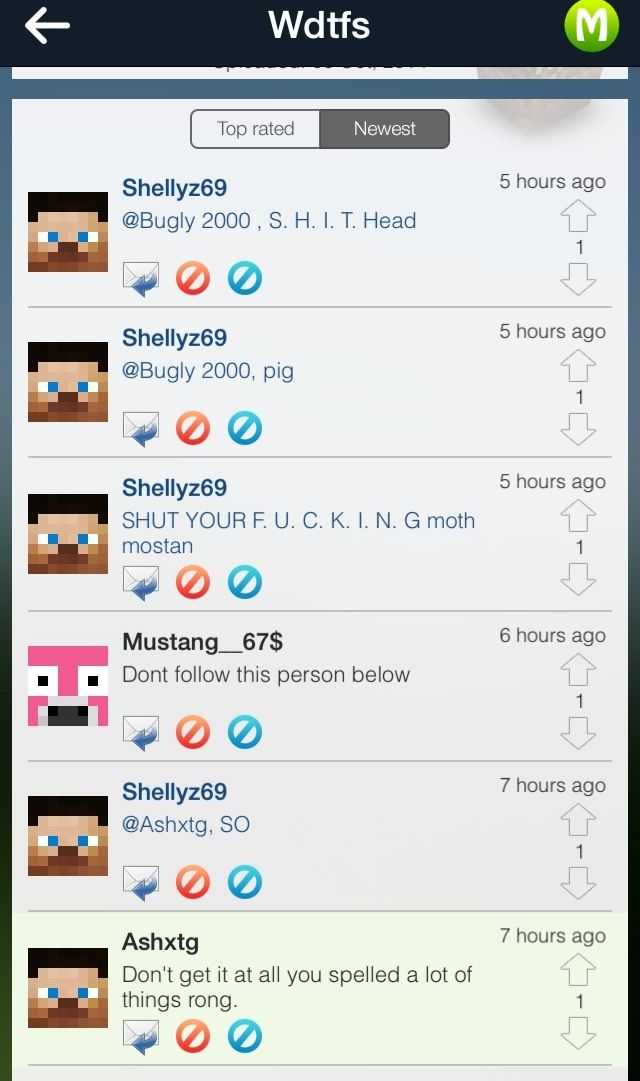 Wdtfs
M
Top rated
Newest
Shellyz69
5 hours ago
@Bugly 2000 , S. H. I. T. Head
1
Shellyz69
5 hours ago
@Bugly 2000, pig
1
Shellyz69
5 hours ago
SHUT YOUR F. U. C. K. I. N. G moth
mostan
1
Mustang__67$
6 hours ago
Dont follow this person below
1
Shellyz69
7 hours ago
@Ashxtg, SO
1
Ashxtg
7 hours ago
Don't get it at all you spelled a lot of
things rong.
1